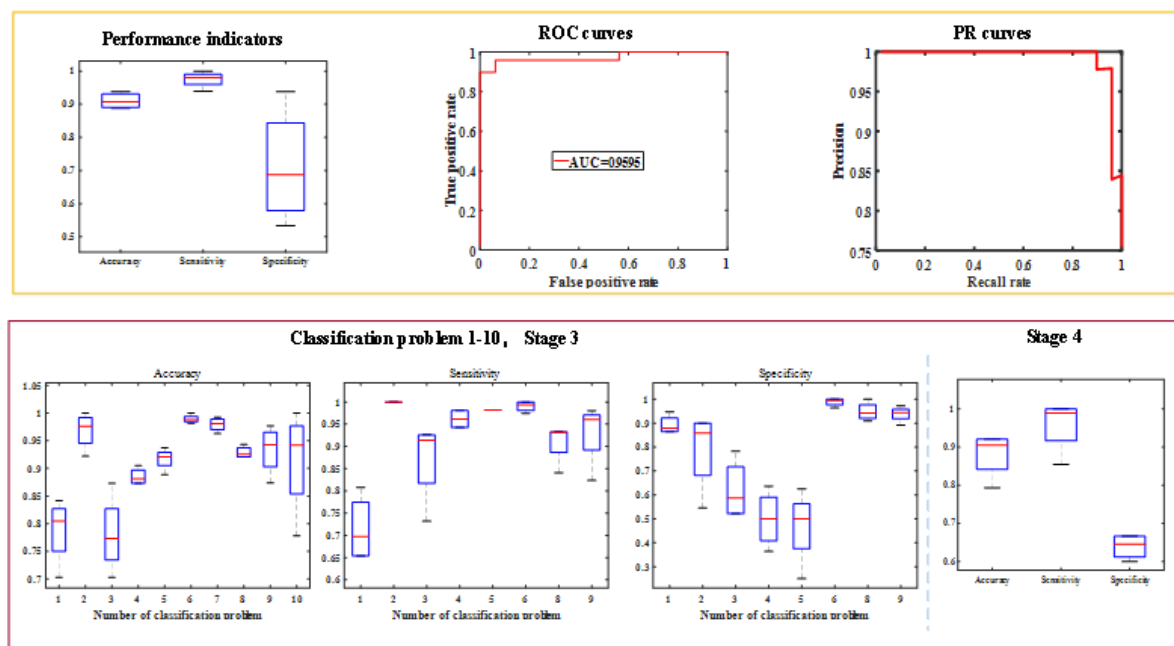 Performance indicators
1
0.9
0.8
0.7
0.6
0.5
Accuracy Sensitivity Specificity
ROC curves
True positive rate
1
0.8
0.6
0.4
0.2
0
AUC=0.9595
0 0.2 0.4 0.6 0.8 1
False positive rate
PR curves
Precision
1
0.95
0.9
0.85
0.8
0.75
0 0.2 0.4 0.6 0.8 1
Recall rate
Classification problem 1-10, Stage 3
Accuracy
1.05
1
0.95
0.9
0.85
0.8
0.75
0.7
1 2 3 4 5 6 7 8 9 10
Number of classification problem
Sensitivity
1
0.95
0.9
0.85
0.8
0.75
0.7
0.65
0.6
1 2 3 4 5 6 8 9
Number of classification problem
Specificity
1
0.9
0.8
0.7
0.6
0.5
0.4
0.3
1 2 3 4 5 6 8 9
Number of classification problem
Stage 4
1
0.9
0.8
0.7
0.6
Accuracy Sensitivity Specificity